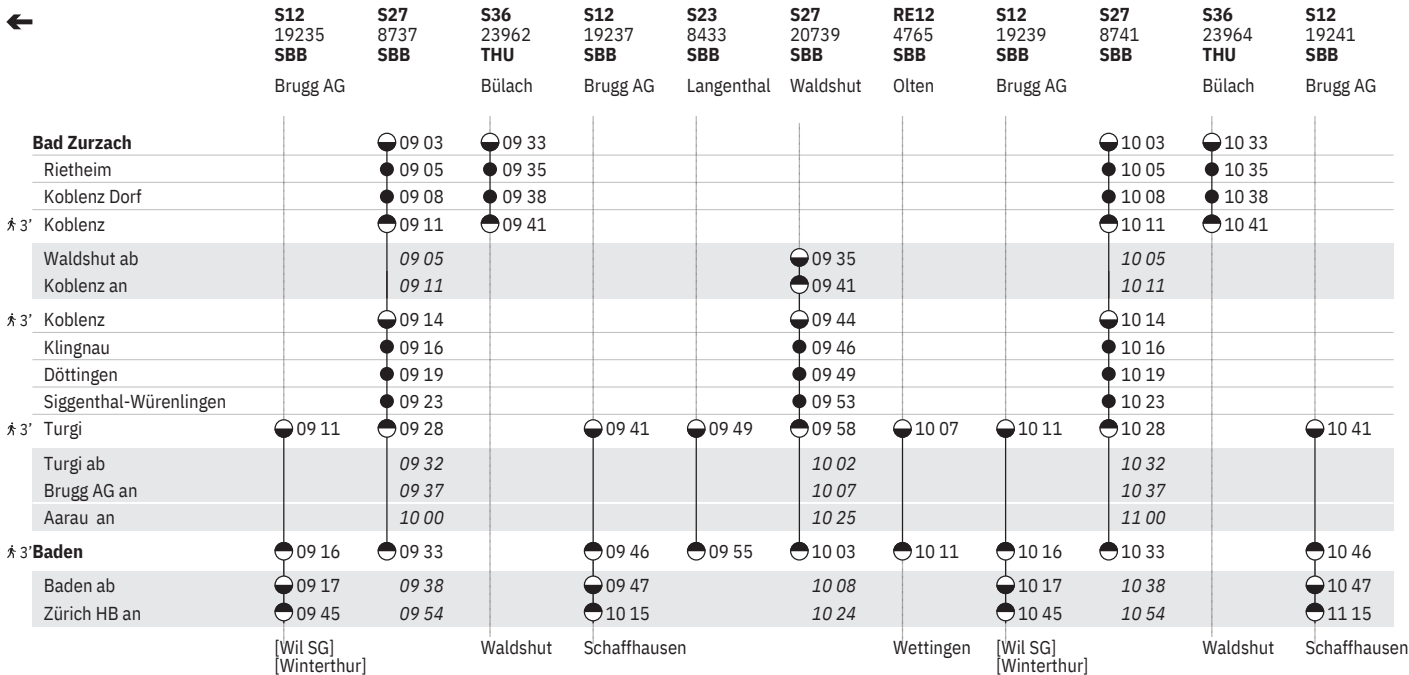 S12 S27 S36 S12 S23 S27 RE12 S12 S27 S36 S12
19235 8737 23962 19237 8433 20739 4765 19239 8741 23964 19241
SBB SBB THU SBB SBB SBB SBB SBB SBB THU SBB
Brugg AG Bülach Brugg AG Langenthal Waldshut Olten Brugg AG Bülach Brugg AG
Bad Zurzach 09 03 09 33 10 03 10 33
Rietheim 09 05 09 35 10 05 10 35
Koblenz Dorf 09 08 09 38 10 08 10 38
3' Koblenz 09 11 09 41 10 11 10 41
Waldshut ab 09 05 09 35 10 05
Koblenz an 09 11 09 41 10 11
3' Koblenz 09 14 09 44 10 14
Klingnau 09 16 09 46 10 16
Döttingen 09 19 09 49 10 19
Siggenthal-Würenlingen 09 23 09 53 10 23
3' Turgi 09 11 09 28 09 41 09 49 09 58 10 07 10 11 10 28 10 41
Turgi ab 09 32 10 02 10 32
Brugg AG an 09 37 10 07 10 37
Aarau an 10 00 10 25 11 00
3' Baden 09 16 09 33 09 46 09 55 10 03 10 11 10 16 10 33 10 46
Baden ab 09 17 09 38 09 47 10 08 10 17 10 38 10 47
Zürich HB an 09 45 09 54 10 15 10 24 10 45 10 54 11 15
[Wil SG] Waldshut Schaffhausen Wettingen [Wil SG] Waldshut Schaffhausen
[Winterthur] [Winterthur]